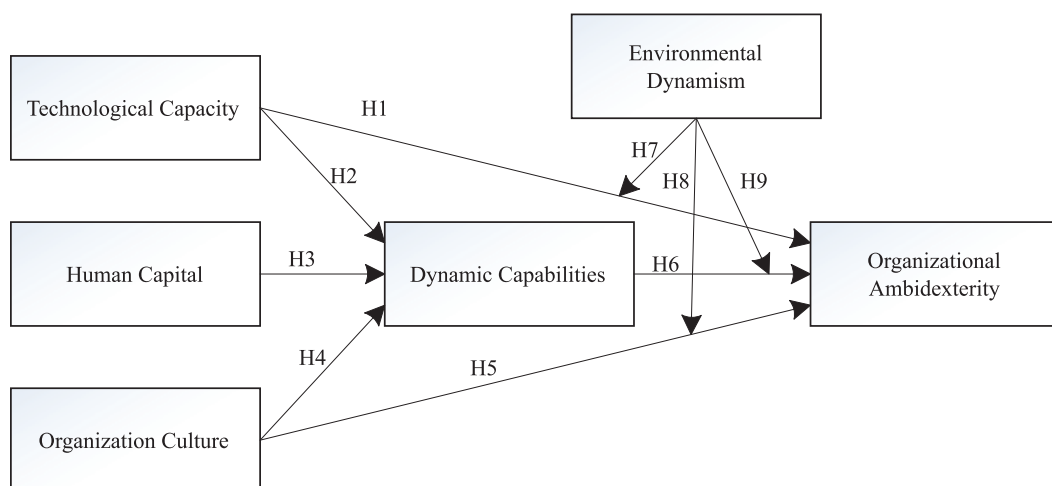 Environmental
Dynamism
Technological Capacity
H1
H7
H2
H8
H9
Human Capital
H3
Dynamic Capabilities
H6
Organizational
Ambidexterity
H4
H5
Organization Culture